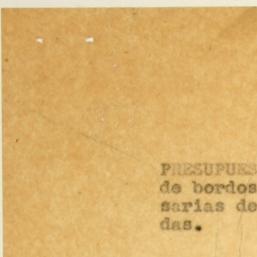 PRESUPUES
de bordos
sarias de
das.